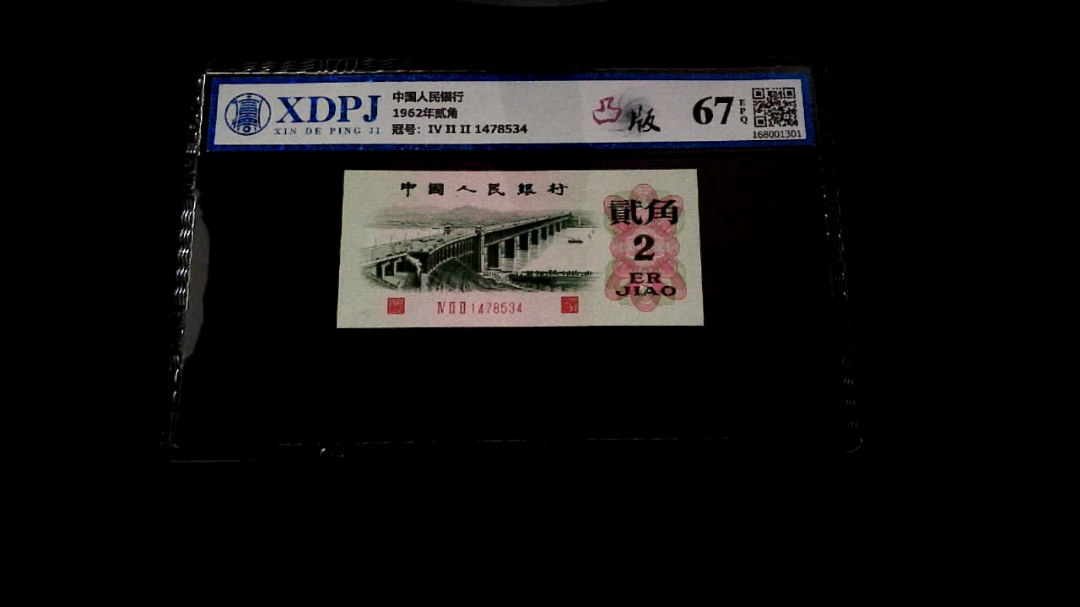 XDPJ
XIN DE PING JI
中国人民银行
1962年贰角
冠号：IV II II 1478534
凸版
67
EPQ
168001301
中國人民銀行
貳角
2
ER
JIAO
IV II II 1478534